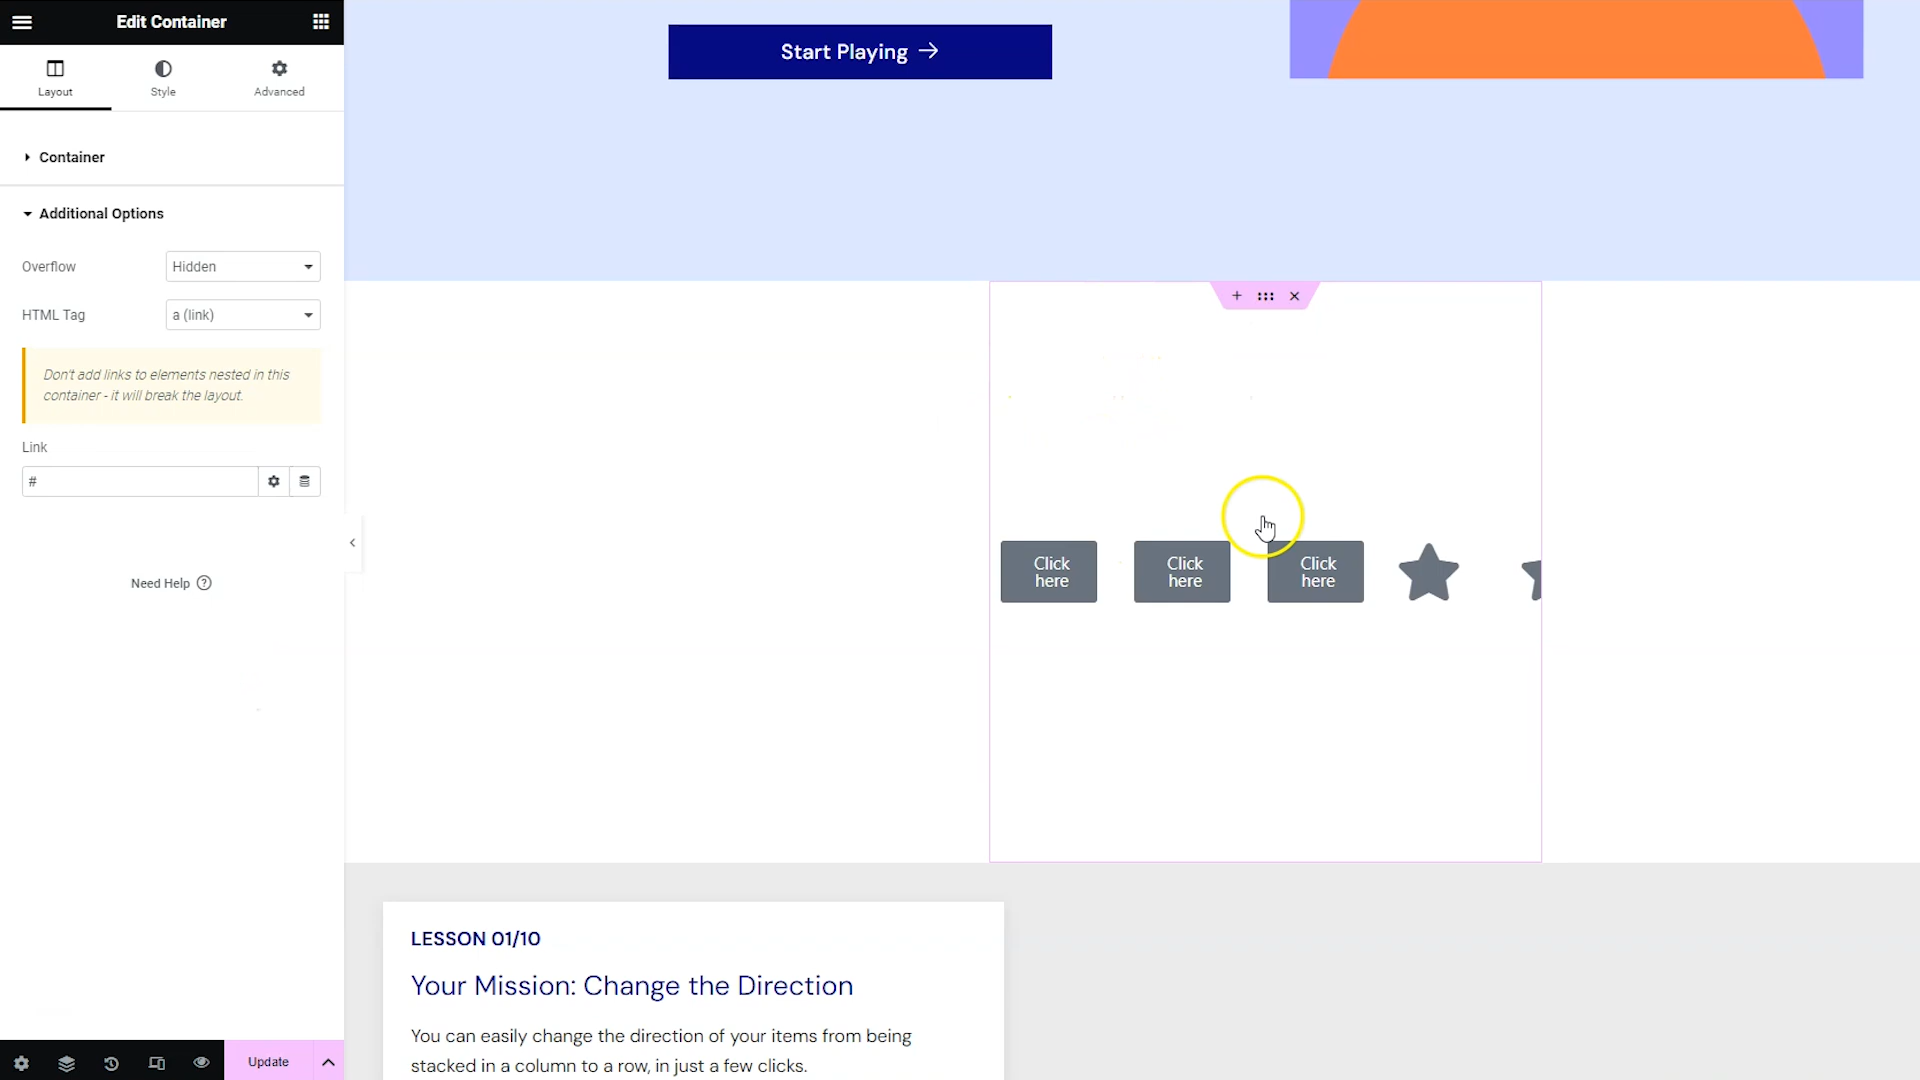 Edit Container
Layout
Style
Advanced
Container
Additional Options
Overflow
Hidden
HTML Tag
a (link)
Don't add links to elements nested in this
container - it will break the layout.
Link
#
Need Help ?
Update
Start Playing →
Click
here
Click
here
Click
here
LESSON 01/10
Your Mission: Change the Direction
You can easily change the direction of your items from being
stacked in a column to a row, in just a few clicks.